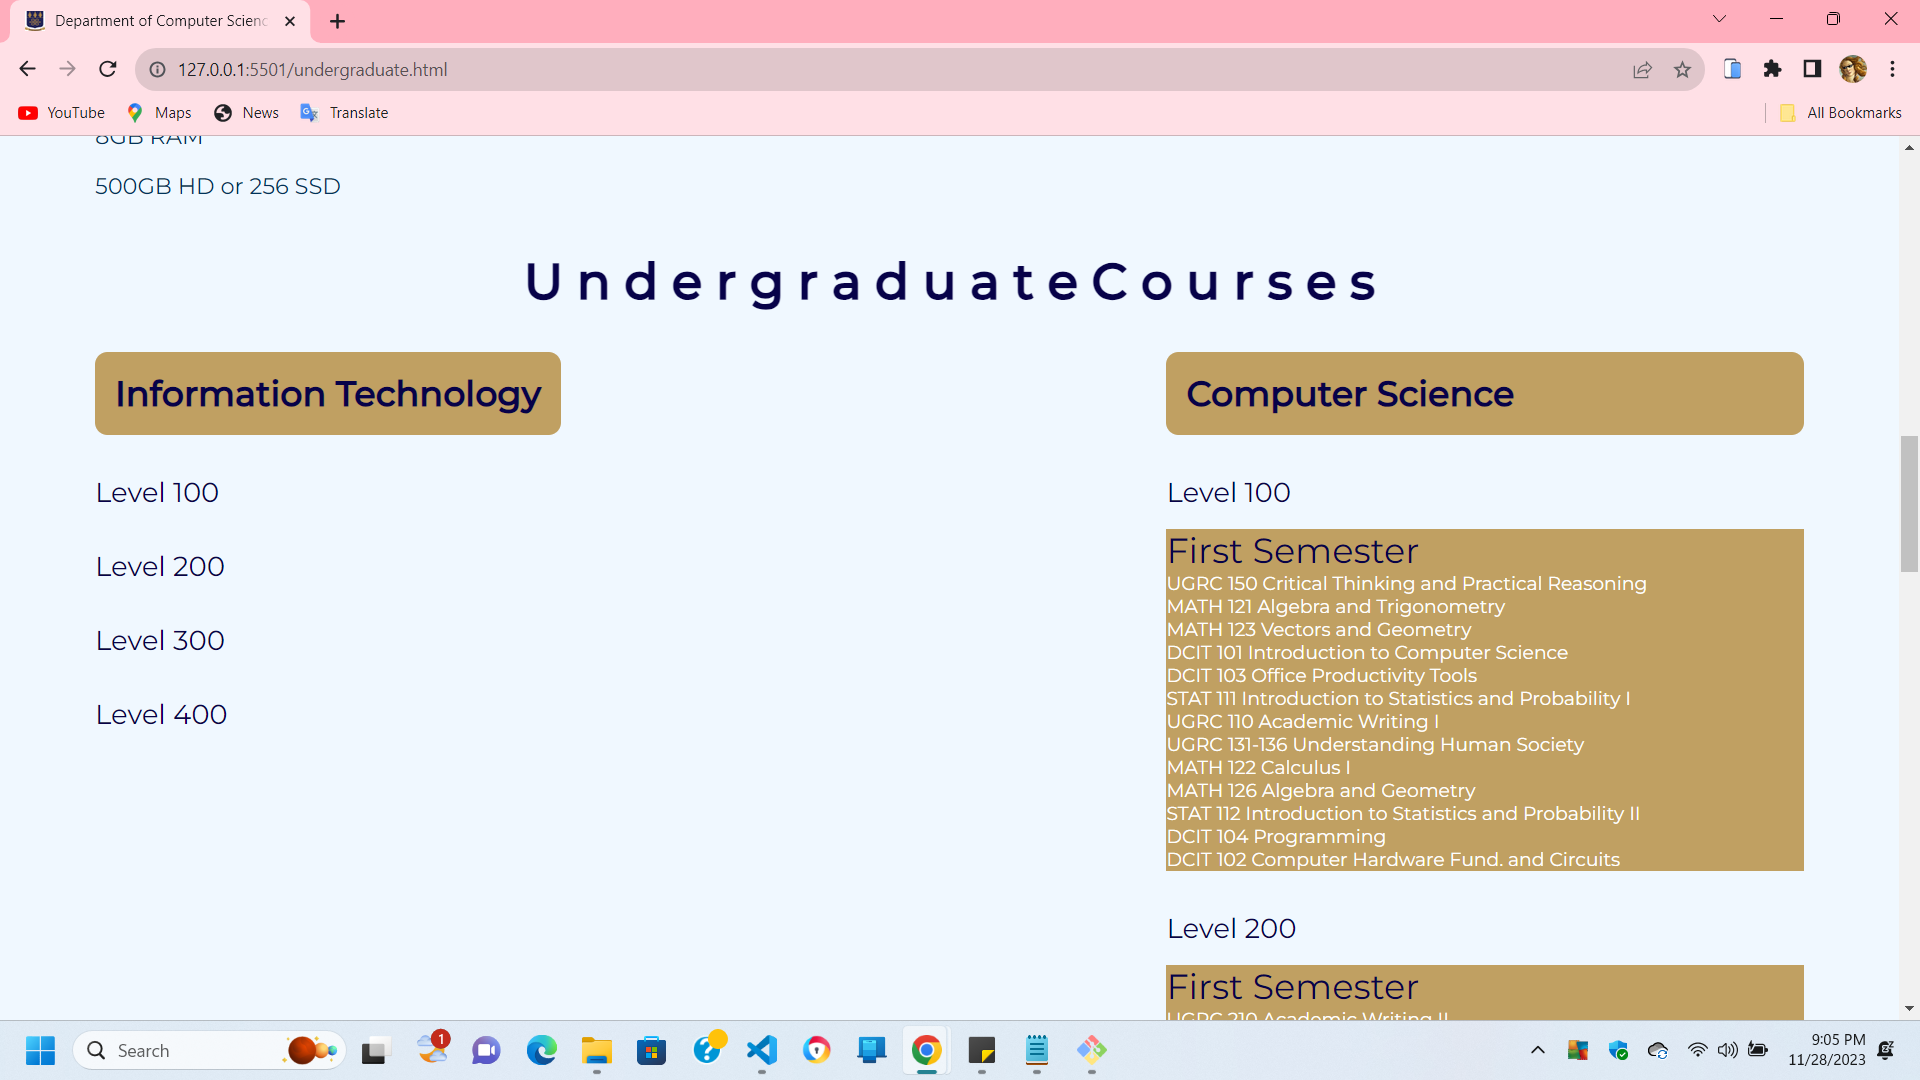 Department of Computer Scienc
127.0.0.1:5501/undergraduate.html
YouTube
Maps
News
Translate
All Bookmarks
8GB RAM
500GB HD or 256 SSD
UndergraduateCourses
Information Technology
Level 100
Level 200
Level 300
Level 400
Computer Science
Level 100
First Semester
UGRC 150 Critical Thinking and Practical Reasoning
MATH 121 Algebra and Trigonometry
MATH 123 Vectors and Geometry
DCIT 101 Introduction to Computer Science
DCIT 103 Office Productivity Tools
STAT 111 Introduction to Statistics and Probability I
UGRC 110 Academic Writing I
UGRC 131-136 Understanding Human Society
MATH 122 Calculus I
MATH 126 Algebra and Geometry
STAT 112 Introduction to Statistics and Probability II
DCIT 104 Programming
DCIT 102 Computer Hardware Fund. and Circuits
Level 200
First Semester
UGRC 210 Academic Writing II
Search
1
9:05 PM
11/28/2023